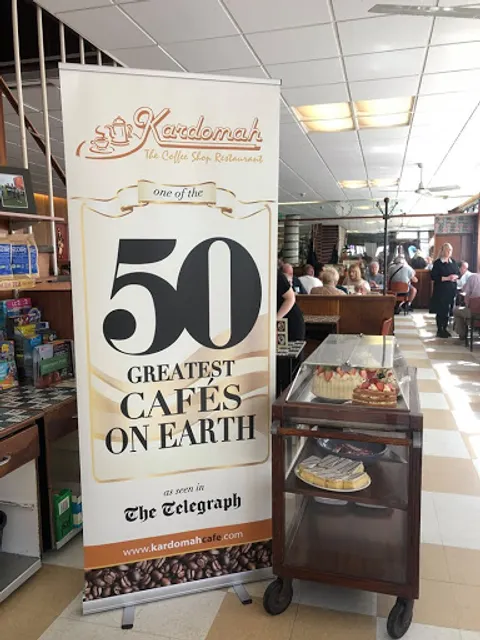 Kardomah
The Coffee Shop Restaurant
one of the
50
GREATEST
CAFÉS
ON EARTH
as seen in
The Telegraph
www.kardomahcafe.com